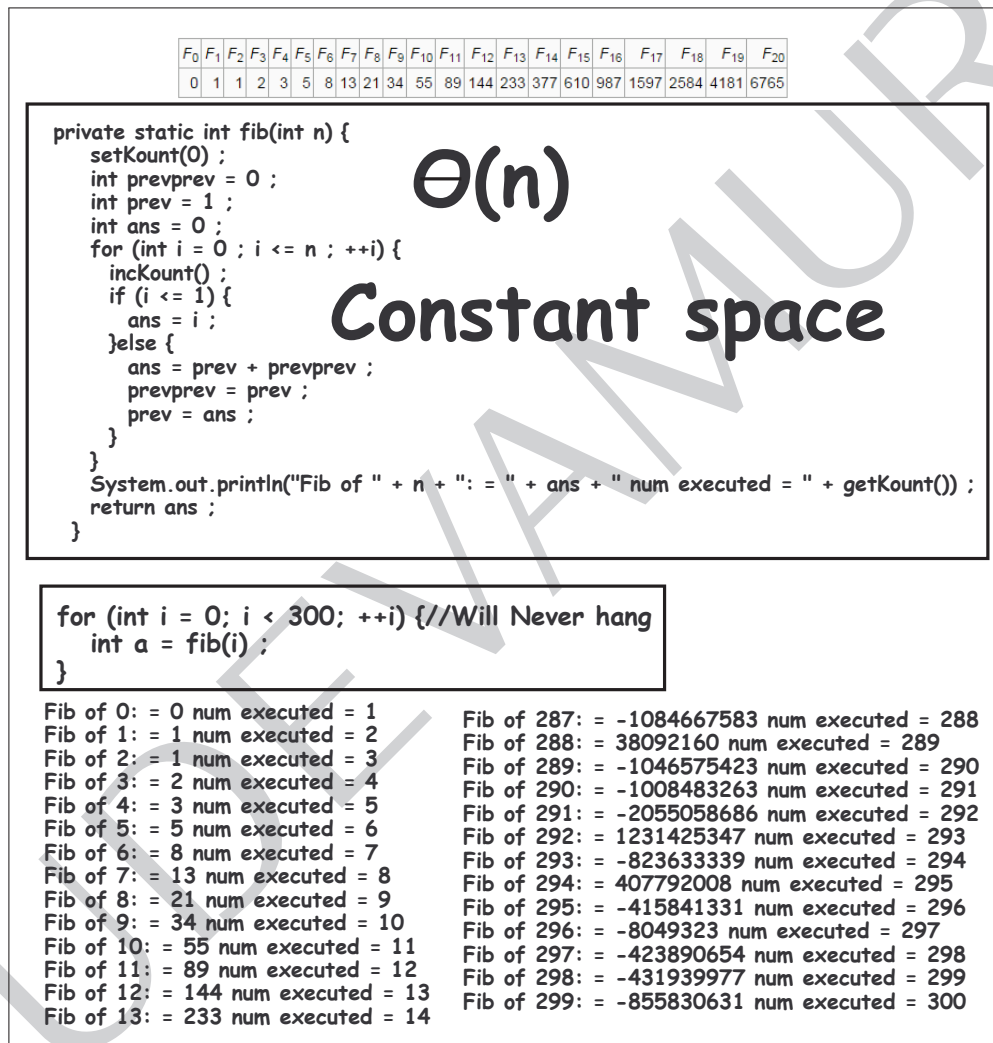 F0 F1 F2 F3 F4 F5 F6 F7 F8 F9 F10 F11 F12 F13 F14 F15 F16 F17 F18 F19 F20
0 1 1 2 3 5 8 13 21 34 55 89 144 233 377 610 987 1597 2584 4181 6765
private static int fib(int n) {
setKount(0) ;
int prevprev = 0 ;
int prev = 1 ;
int ans = 0 ;
for (int i = 0 ; i <= n ; ++i) {
incKount() ;
if (i <= 1) {
ans = i ;
}else {
ans = prev + prevprev ;
prevprev = prev ;
prev = ans ;
}
}
System.out.println("Fib of " + n + ": = " + ans + " num executed = " + getKount()) ;
return ans ;
}
Θ(n)
Constant space
for (int i = 0; i < 300; ++i) {//Will Never hang
int a = fib(i) ;
}
Fib of 0: = 0 num executed = 1
Fib of 1: = 1 num executed = 2
Fib of 2: = 1 num executed = 3
Fib of 3: = 2 num executed = 4
Fib of 4: = 3 num executed = 5
Fib of 5: = 5 num executed = 6
Fib of 6: = 8 num executed = 7
Fib of 7: = 13 num executed = 8
Fib of 8: = 21 num executed = 9
Fib of 9: = 34 num executed = 10
Fib of 10: = 55 num executed = 11
Fib of 11: = 89 num executed = 12
Fib of 12: = 144 num executed = 13
Fib of 13: = 233 num executed = 14
Fib of 287: = -1084667583 num executed = 288
Fib of 288: = 38092160 num executed = 289
Fib of 289: = -1046575423 num executed = 290
Fib of 290: = -1008483263 num executed = 291
Fib of 291: = -2055058686 num executed = 292
Fib of 292: = 1231425347 num executed = 293
Fib of 293: = -823633339 num executed = 294
Fib of 294: = 407792008 num executed = 295
Fib of 295: = -415841331 num executed = 296
Fib of 296: = -8049323 num executed = 297
Fib of 297: = -423890654 num executed = 298
Fib of 298: = -431939977 num executed = 299
Fib of 299: = -855830631 num executed = 300
UDEVAMUR